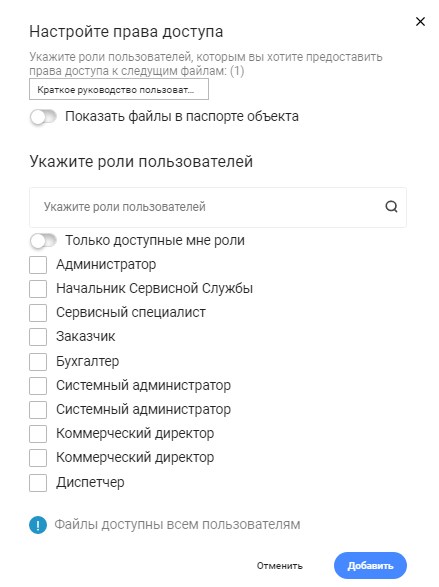 Настройте права доступа
Укажите роли пользователей, которым вы хотите предоставить
права доступа к следущим файлам: (1)
Краткое руководство пользоват...
Показать файлы в паспорте объекта
Укажите роли пользователей
Укажите роли пользователей
Только доступные мне роли
Администратор
Начальник Сервисной Службы
Сервисный специалист
Заказчик
Бухгалтер
Системный администратор
Системный администратор
Коммерческий директор
Коммерческий директор
Диспетчер
Файлы доступны всем пользователям
Отменить
Добавить